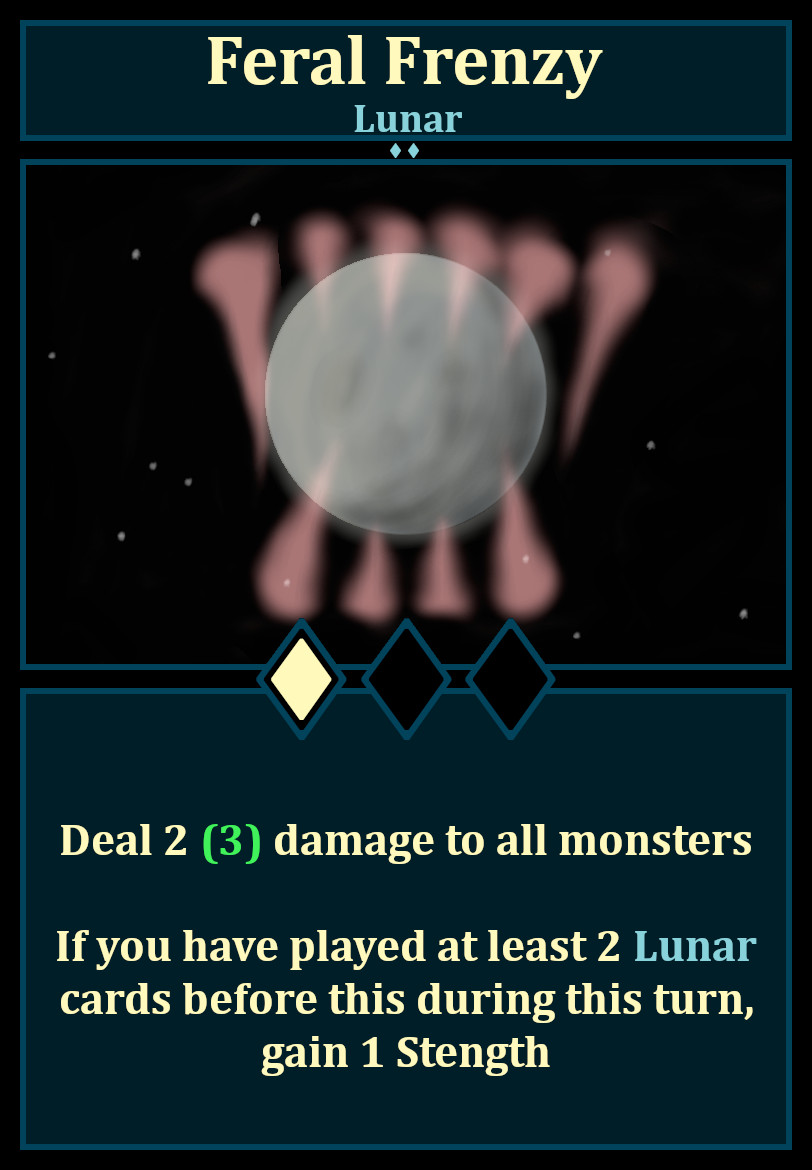 Feral Frenzy
Lunar
Deal 2 (3) damage to all monsters
If you have played at least 2 Lunar
cards before this during this turn,
gain 1 Stength